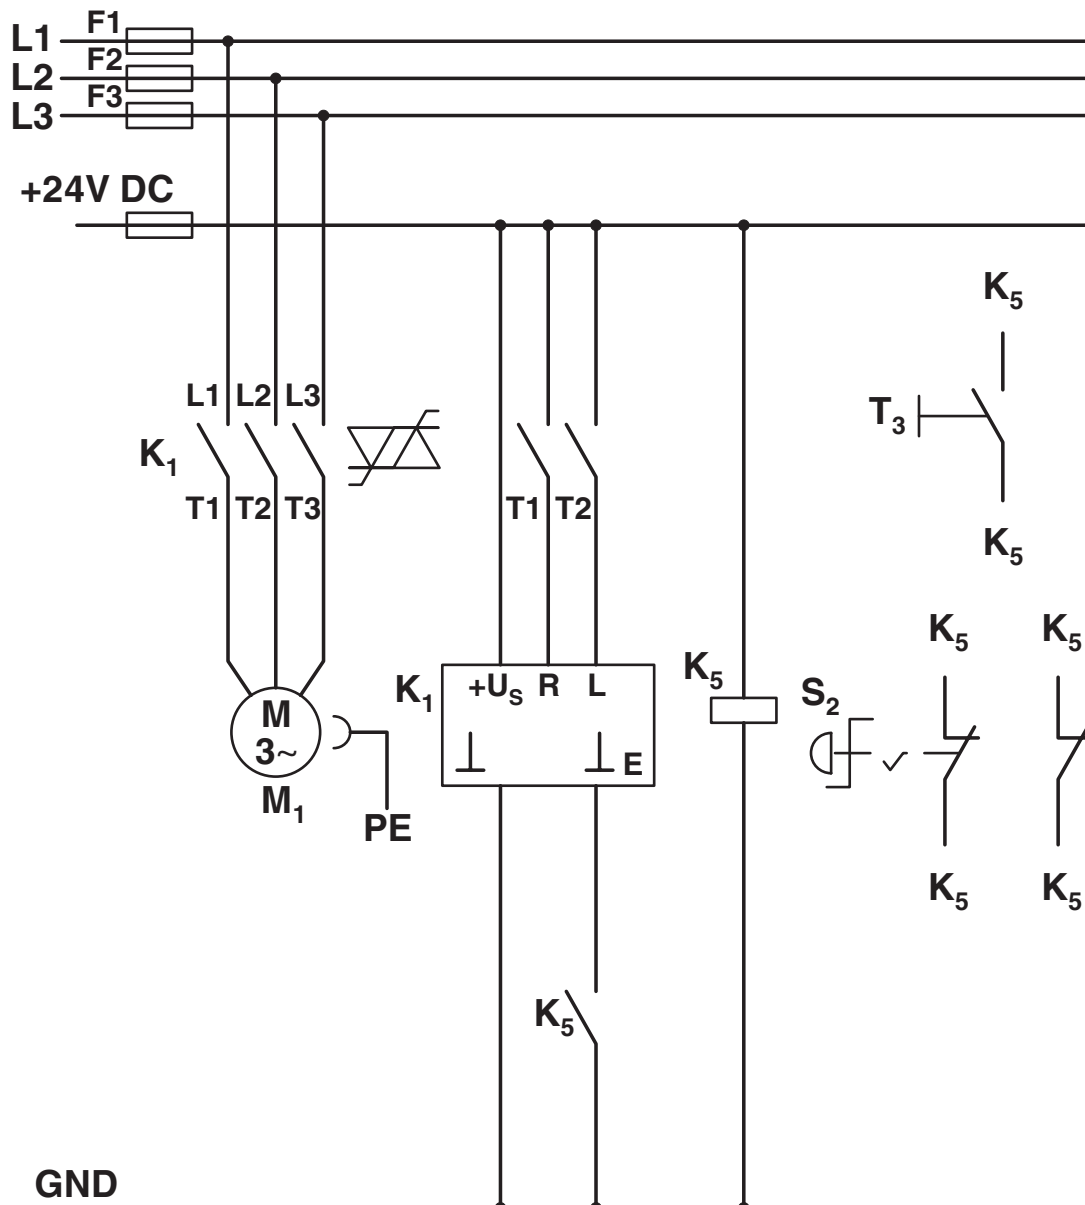 F1
L1
F2
L2
F3
L3
+24V DC
K5
L1 L2 L3
T3
K1
T1 T2 T3
T1 T2
K5
K5 K5
K1 +US R L
K5
S2
M
3~
E
M1
PE
K5 K5
K5
GND